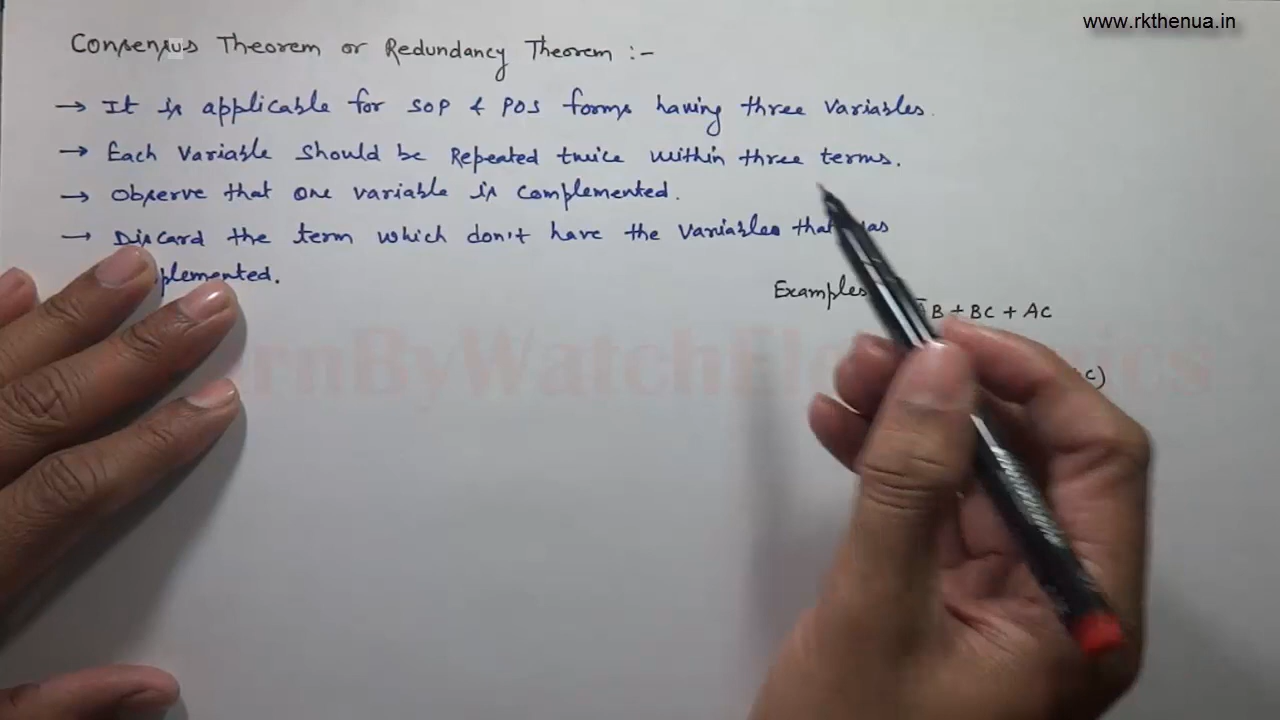 www.rkthenua.in
Consensus Theorem or Redundancy Theorem :-
→ It is applicable for SOP & POS forms having three variables.
→ Each Variable Should be Repeated twice within three terms.
→ Observe that one variable is complemented.
→ Discard the term which don't have the Variables that
Examples
B + BC + AC
C)